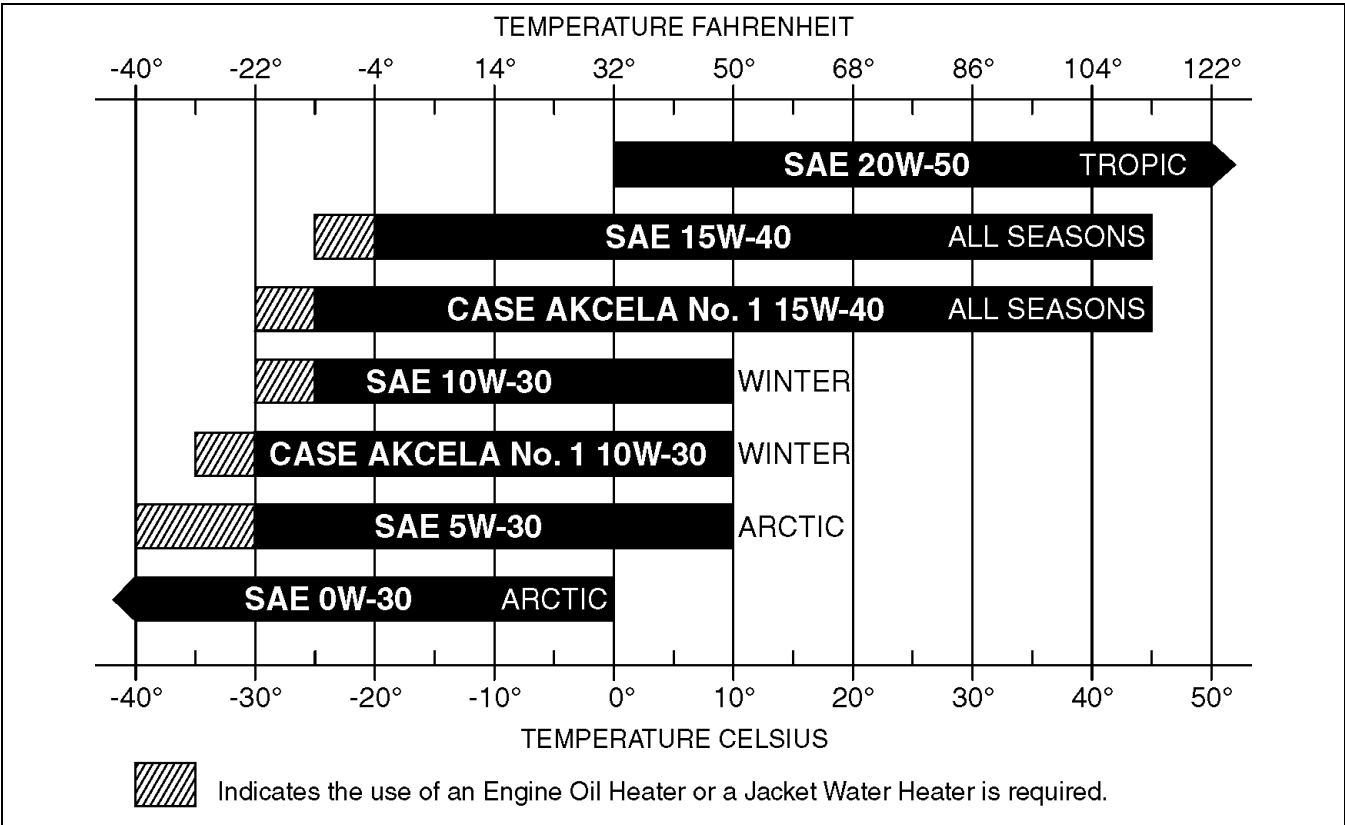 TEMPERATURE FAHRENHEIT
-40° -22° -4° 14° 32° 50° 68° 86° 104° 122°
SAE 20W-50 TROPIC
SAE 15W-40 ALL SEASONS
CASE AKCELA No. 1 15W-40 ALL SEASONS
SAE 10W-30 WINTER
CASE AKCELA No. 1 10W-30 WINTER
SAE 5W-30 ARCTIC
SAE 0W-30 ARCTIC
-40° -30° -20° -10° 0° 10° 20° 30° 40° 50°
TEMPERATURE CELSIUS
Indicates the use of an Engine Oil Heater or a Jacket Water Heater is required.